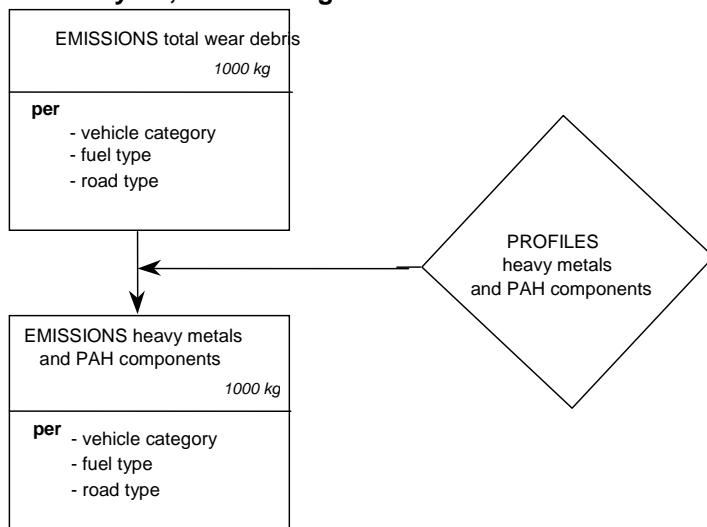 EMISSIONS total wear debris
1000 kg
per
- vehicle category
- fuel type
- road type
PROFILES
heavy metals
and PAH components
EMISSIONS heavy metals
and PAH components
1000 kg
per
- vehicle category
- fuel type
- road type